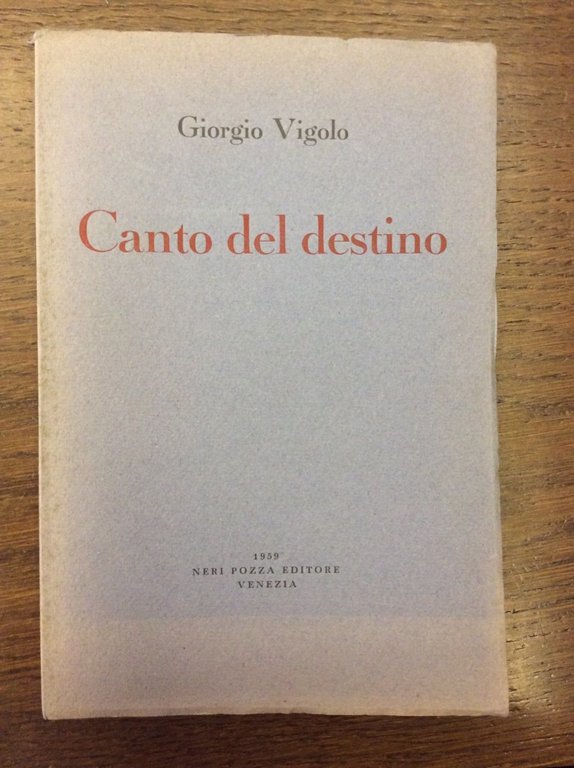 Giorgio Vigolo
Canto del destino
1959
NERI POZZA EDITORE
VENEZIA